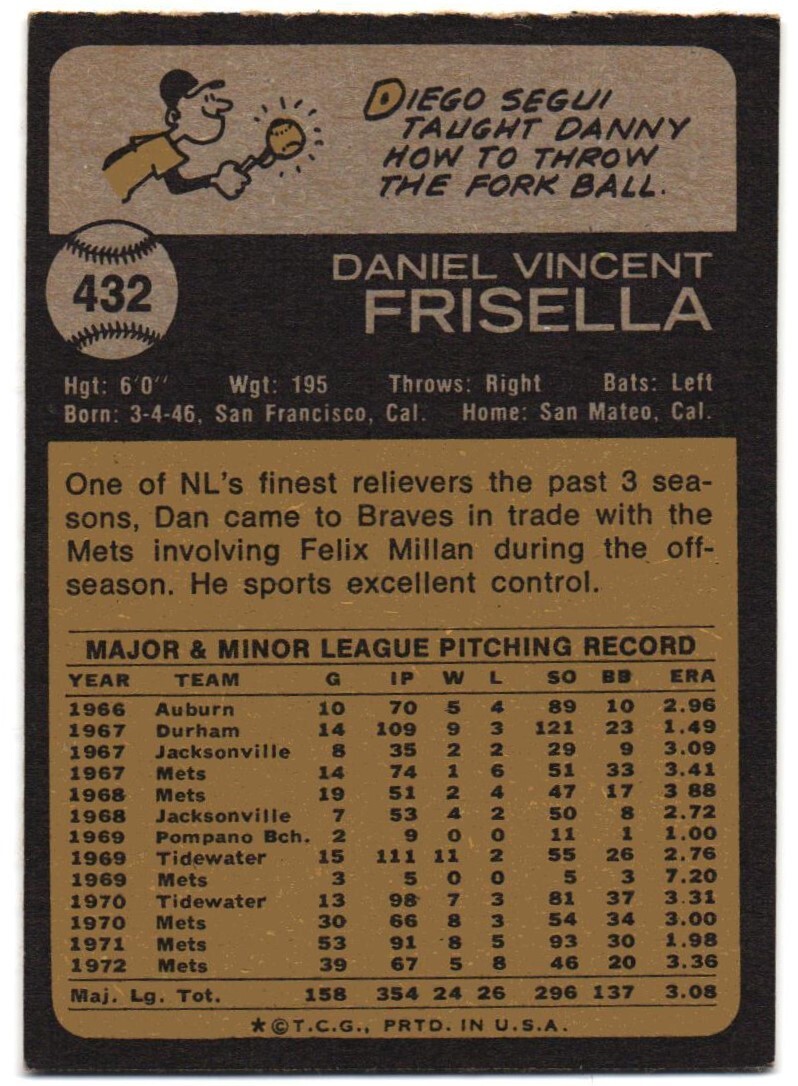 DIEGO SEGUI
TAUGHT DANNY
HOW TO THROW
THE FORK BALL.
432
DANIEL VINCENT
FRISELLA
Hgt: 6'0" Wgt: 195 Throws: Right Bats: Left
Born: 3-4-46, San Francisco, Cal. Home: San Mateo, Cal.
One of NL's finest relievers the past 3 sea-
sons, Dan came to Braves in trade with the
Mets involving Felix Millan during the off-
season. He sports excellent control.
MAJOR & MINOR LEAGUE PITCHING RECORD
YEAR TEAM G IP W L SO BB ERA
1966 Auburn 10 70 5 4 89 10 2.96
1967 Durham 14 109 9 3 121 23 1.49
1967 Jacksonville 8 35 2 2 29 9 3.09
1967 Mets 14 74 1 6 51 33 3.41
1968 Mets 19 51 2 4 47 17 3 88
1968 Jacksonville 7 53 4 2 50 8 2.72
1969 Pompano Bch. 2 9 0 0 11 1 1.00
1969 Tidewater 15 111 11 2 55 26 2.76
1969 Mets 3 5 0 0 5 3 7.20
1970 Tidewater 13 98 7 3 81 37 3.31
1970 Mets 30 66 8 3 54 34 3.00
1971 Mets 53 91 8 5 93 30 1.98
1972 Mets 39 67 5 8 46 20 3.36
Maj. Lg. Tot. 158 354 24 26 296 137 3.08
★©T.C.G., PRTD. IN U.S.A.